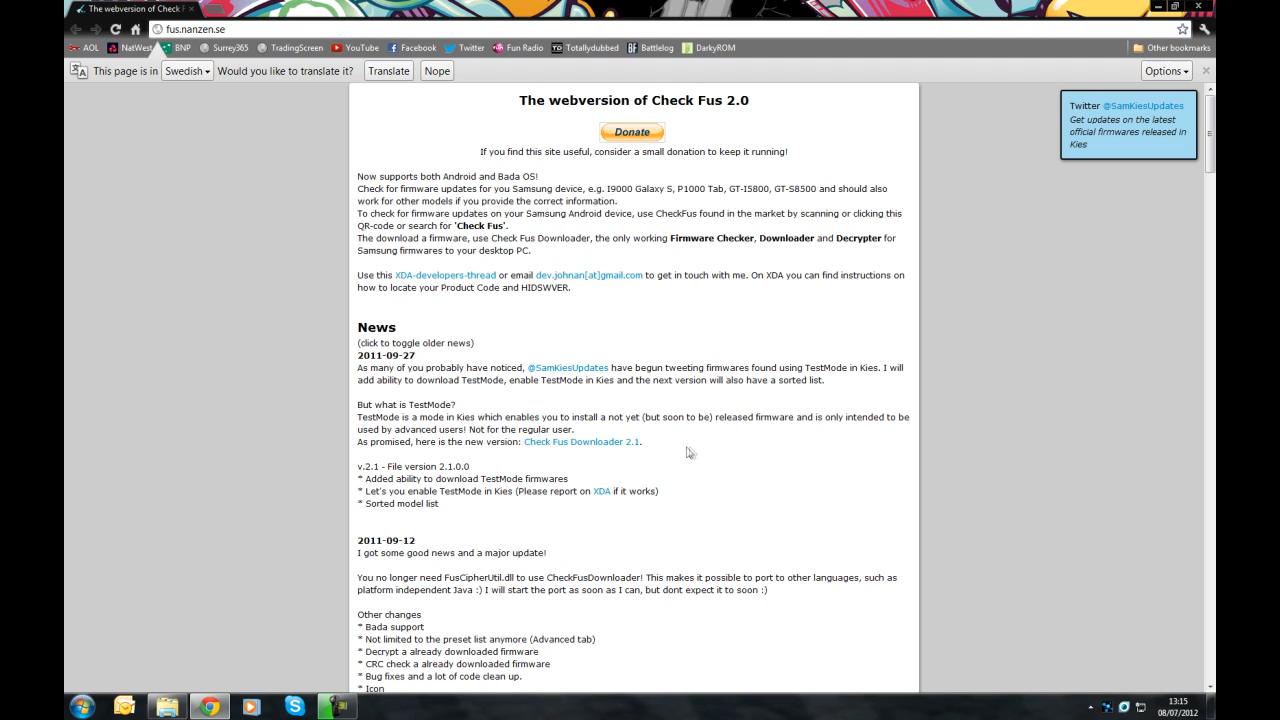 The webversion of Check F
fus.nanzen.se
AOL NatWest BNP Surrey365 TradingScreen YouTube Facebook Twitter Fun Radio Totallydubbed Battlelog DarkyROM Other bookmarks
This page is in Swedish Would you like to translate it? Translate Nope Options
The webversion of Check Fus 2.0
Donate
If you find this site useful, consider a small donation to keep it running!
Twitter @SamKiesUpdates
Get updates on the latest
official firmwares released in
Kies
Now supports both Android and Bada OS!
Check for firmware updates for you Samsung device, e.g. I9000 Galaxy S, P1000 Tab, GT-I5800, GT-S8500 and should also
work for other models if you provide the correct information.
To check for firmware updates on your Samsung Android device, use CheckFus found in the market by scanning or clicking this
QR-code or search for 'Check Fus'.
The download a firmware, use Check Fus Downloader, the only working Firmware Checker, Downloader and Decrypter for
Samsung firmwares to your desktop PC.
Use this XDA-developers-thread or email dev.johnan[at]gmail.com to get in touch with me. On XDA you can find instructions on
how to locate your Product Code and HIDSWVER.
News
(click to toggle older news)
2011-09-27
As many of you probably have noticed, @SamKiesUpdates have begun tweeting firmwares found using TestMode in Kies. I will
add ability to download TestMode, enable TestMode in Kies and the next version will also have a sorted list.
But what is TestMode?
TestMode is a mode in Kies which enables you to install a not yet (but soon to be) released firmware and is only intended to be
used by advanced users! Not for the regular user.
As promised, here is the new version: Check Fus Downloader 2.1.
v.2.1 - File version 2.1.0.0
* Added ability to download TestMode firmwares
* Let's you enable TestMode in Kies (Please report on XDA if it works)
* Sorted model list
2011-09-12
I got some good news and a major update!
You no longer need FusCipherUtil.dll to use CheckFusDownloader! This makes it possible to port to other languages, such as
platform independent Java :) I will start the port as soon as I can, but dont expect it to soon :)
Other changes
* Bada support
* Not limited to the preset list anymore (Advanced tab)
* Decrypt a already downloaded firmware
* CRC check a already downloaded firmware
* Bug fixes and a lot of code clean up.
* Icon
13:15
08/07/2012